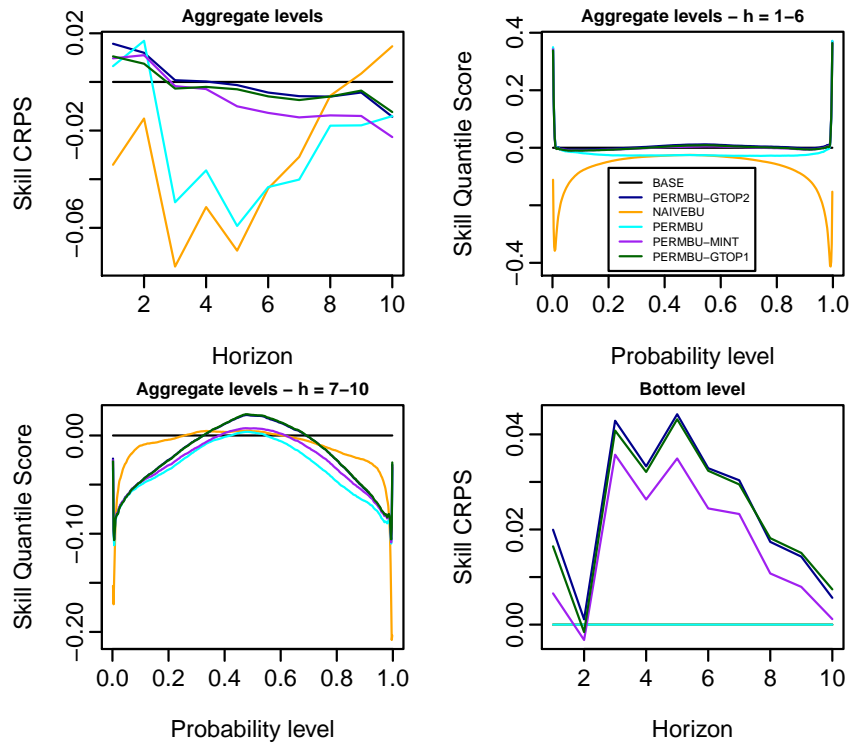 Aggregate levels
Skill CRPS
0.02
−0.02
−0.06
2 4 6 8 10
Horizon
Aggregate levels − h = 1−6
Skill Quantile Score
0.4
0.2
0.0
−0.4
0.0 0.2 0.4 0.6 0.8 1.0
Probability level
BASE
PERMBU−GTOP2
NAIVEBU
PERMBU
PERMBU−MINT
PERMBU−GTOP1
Aggregate levels − h = 7−10
Skill Quantile Score
0.00
−0.10
−0.20
0.0 0.2 0.4 0.6 0.8 1.0
Probability level
Bottom level
Skill CRPS
0.04
0.02
0.00
2 4 6 8 10
Horizon